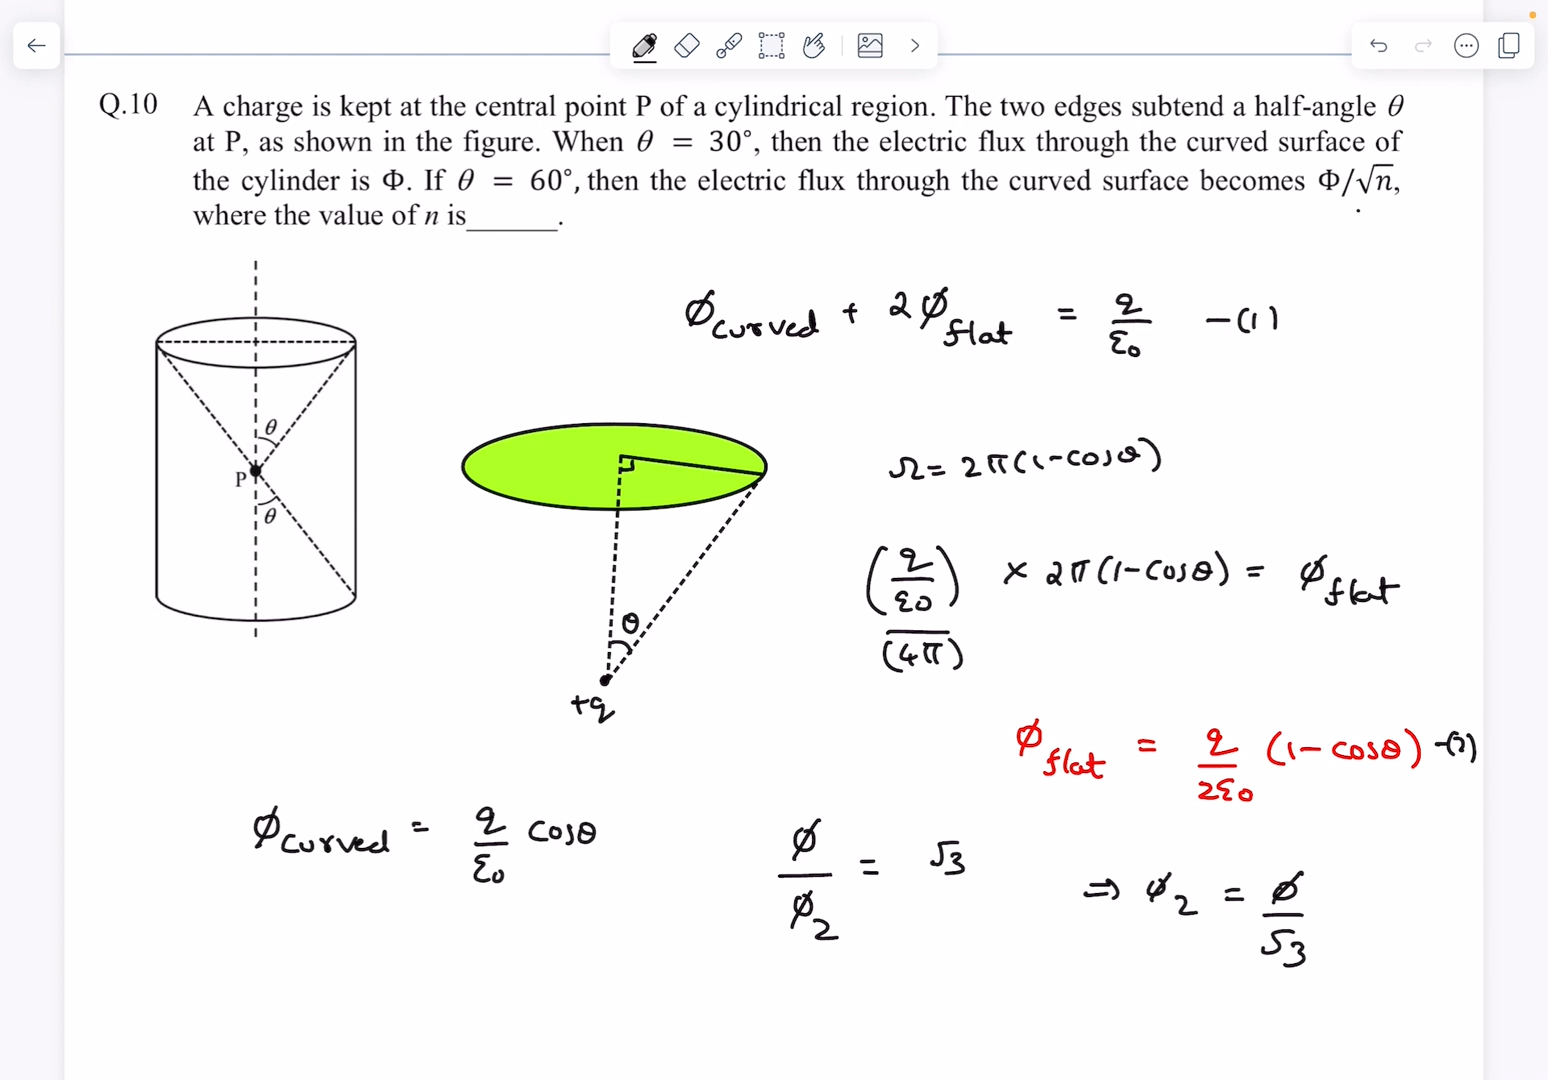 Q.10 A charge is kept at the central point P of a cylindrical region. The two edges subtend a half-angle θ
at P, as shown in the figure. When θ = 30°, then the electric flux through the curved surface of
the cylinder is Φ. If θ = 60°, then the electric flux through the curved surface becomes Φ/√n,
where the value of n is______.
ϕcurved + 2ϕflat = q/ε0 -(1)
θ
P
θ
Ω = 2π(1-cosθ)
(q/ε0)/(4π) × 2π(1-cosθ) = ϕflat
θ
+q
ϕflat = q/2ε0 (1-cosθ) -(2)
ϕcurved = q/ε0 cosθ
ϕ/ϕ2 = √3
⇒ ϕ2 = ϕ/√3